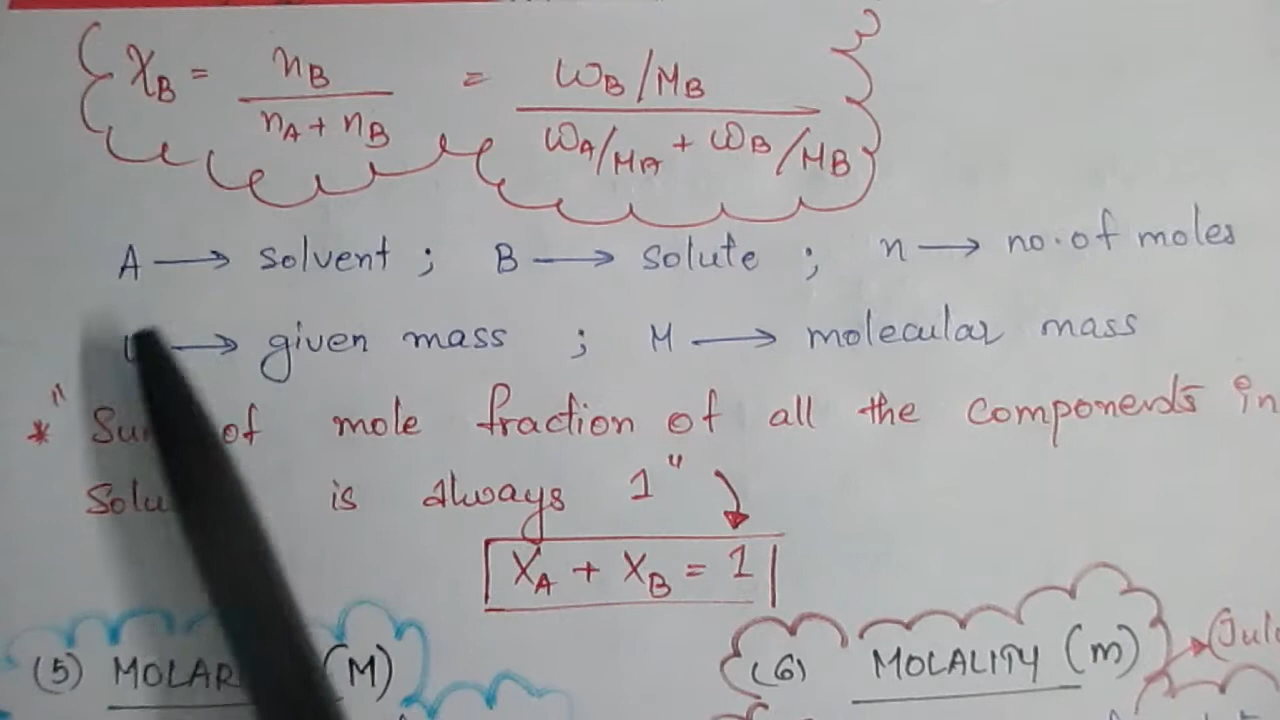 χB = nB / nA + nB = ωB/MB / ωA/MA + ωB/MB
A → solvent ; B → solute ; n → no. of moles
→ given mass ; M → molecular mass
* " of mole fraction of all the components in
is always 1"
XA + XB = 1
(5) (M) (6) MOLALITY (m)